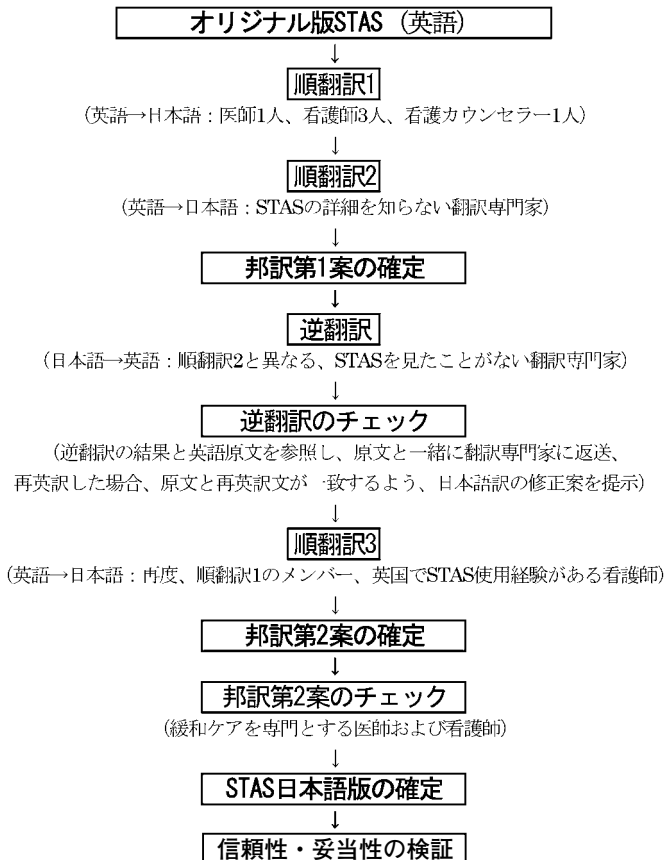 オリジナル版STAS（英語）
↓
順翻訳1
(英語→日本語：医師1人、看護師3人、看護カウンセラー1人)
↓
順翻訳2
(英語→日本語：STASの詳細を知らない翻訳専門家)
↓
邦訳第1案の確定
↓
逆翻訳
(日本語→英語：順翻訳2と異なる、STASを見たことがない翻訳専門家)
↓
逆翻訳のチェック
(逆翻訳の結果と英語原文を参照し、原文と一緒に翻訳専門家に返送、
再英訳した場合、原文と再英訳文が一致するよう、日本語訳の修正案を提示)
↓
順翻訳3
(英語→日本語：再度、順翻訳1のメンバー、英国でSTAS使用経験がある看護師)
↓
邦訳第2案の確定
↓
邦訳第2案のチェック
(緩和ケアを専門とする医師および看護師)
↓
STAS日本語版の確定
↓
信頼性・妥当性の検証